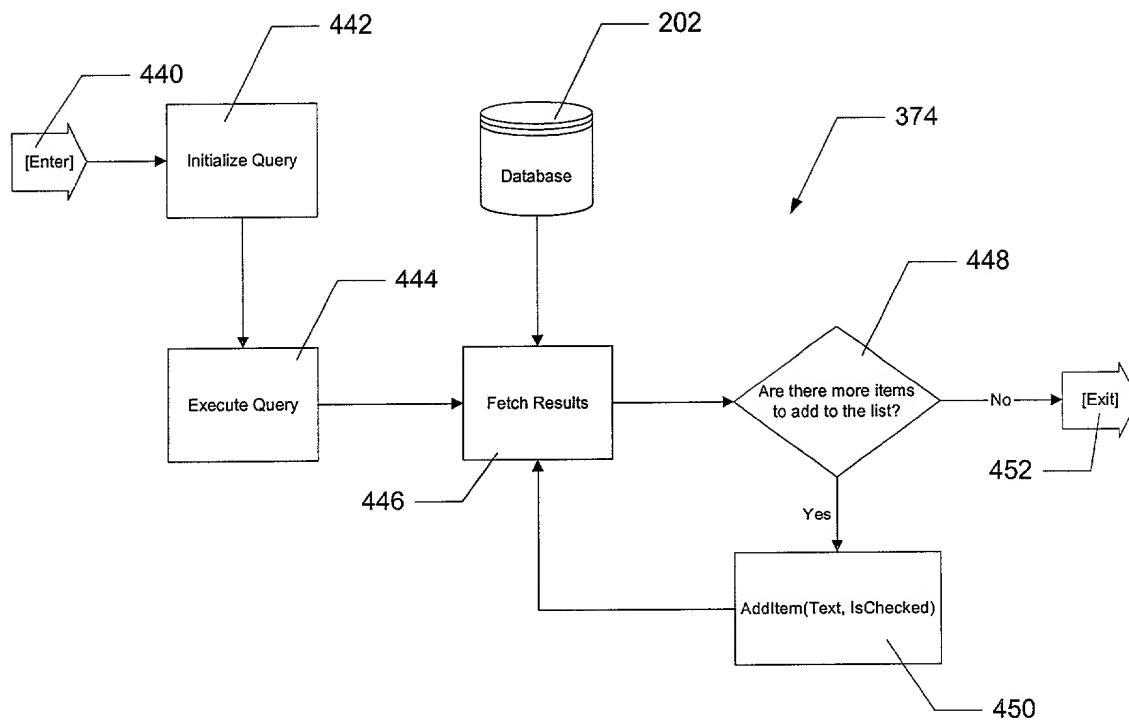 442
202
440
374
[Enter]
Initialize Query
Database
448
444
Execute Query
Fetch Results
Are there more items
to add to the list?
No
[Exit]
446
452
Yes
AddItem(Text, IsChecked)
450